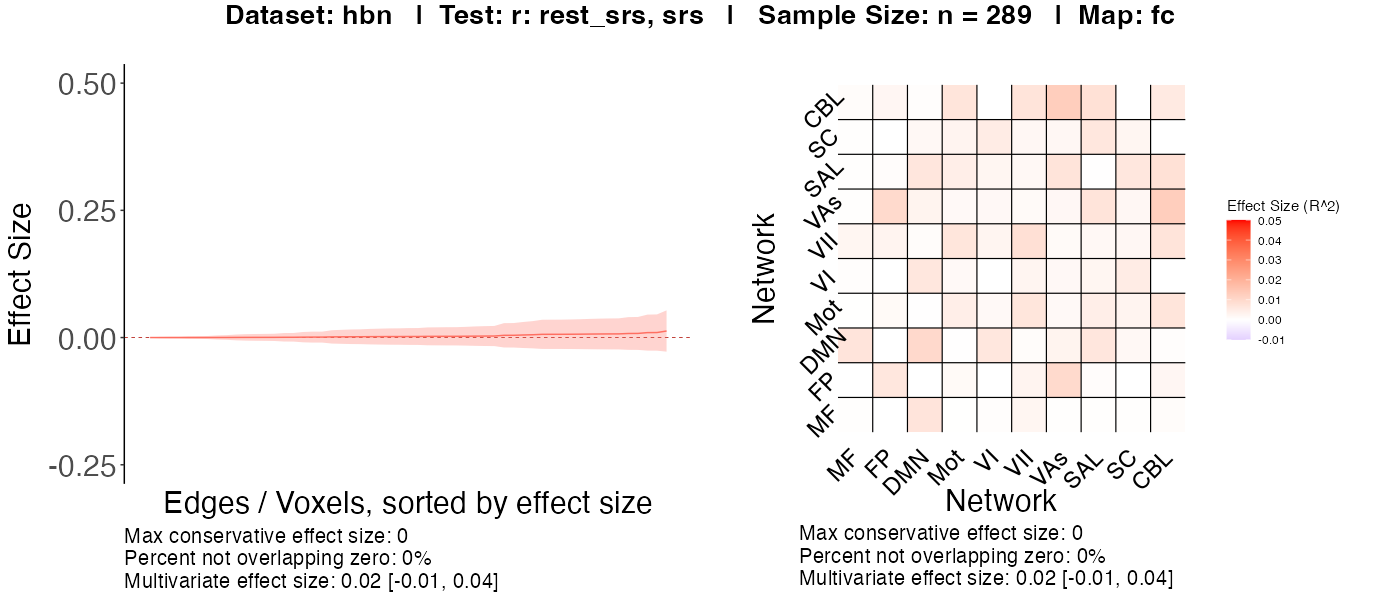 Dataset: hbn | Test: r: rest_srs, srs | Sample Size: n = 289 | Map: fc
Effect Size
0.50
0.25
0.00
-0.25
Edges / Voxels, sorted by effect size
Max conservative effect size: 0
Percent not overlapping zero: 0%
Multivariate effect size: 0.02 [-0.01, 0.04]
Network
CBL
SC
SAL
VAs
VII
VI
Mot
DMN
FP
MF
MF FP DMN Mot VI VII VAs SAL SC CBL
Network
Max conservative effect size: 0
Percent not overlapping zero: 0%
Multivariate effect size: 0.02 [-0.01, 0.04]
Effect Size (R^2)
0.05
0.04
0.03
0.02
0.01
0.00
-0.01